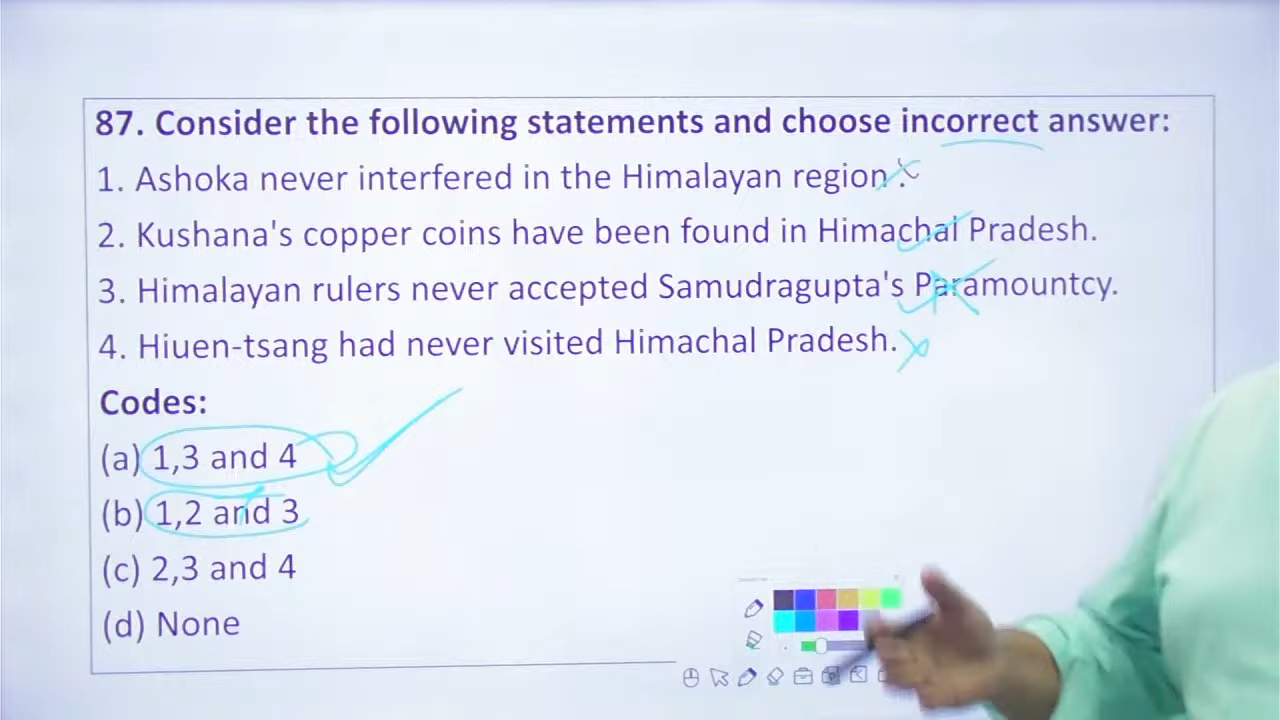 87. Consider the following statements and choose incorrect answer:
1. Ashoka never interfered in the Himalayan region.
2. Kushana's copper coins have been found in Himachal Pradesh.
3. Himalayan rulers never accepted Samudragupta's Paramountcy.
4. Hiuen-tsang had never visited Himachal Pradesh.
Codes:
(a) 1,3 and 4
(b) 1,2 and 3
(c) 2,3 and 4
(d) None